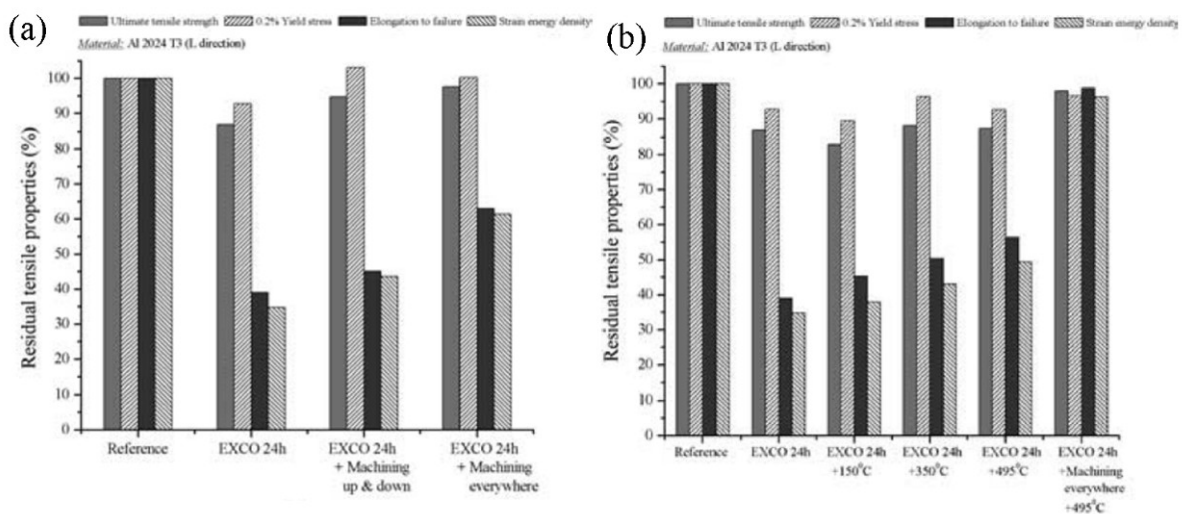 (a)
Ultimate tensile strength 0.2% Yield stress Elongation to failure Strain energy density
Material: Al 2024 T3 (L direction)
Residual tensile properties (%)
100
90
80
70
60
50
40
30
20
10
0
Reference
EXCO 24h
EXCO 24h
+ Machining
up & down
EXCO 24h
+ Machining
everywhere
(b)
Ultimate tensile strength 0.2% Yield stress Elongation to failure Strain energy density
Material: Al 2024 T3 (L direction)
Residual tensile properties (%)
100
90
80
70
60
50
40
30
20
10
0
Reference
EXCO 24h
EXCO 24h
+150⁰C
EXCO 24h
+350⁰C
EXCO 24h
+495⁰C
EXCO 24h
+Machining
everywhere
+495⁰C